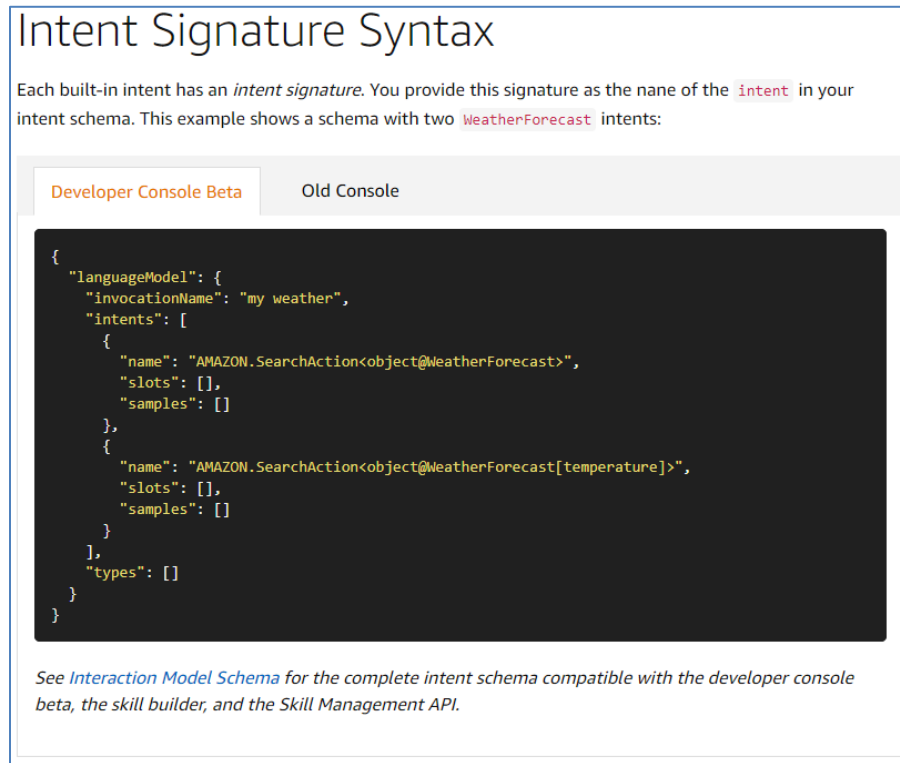 Intent Signature Syntax
Each built-in intent has an intent signature. You provide this signature as the nane of the intent in your
intent schema. This example shows a schema with two WeatherForecast intents:
Developer Console Beta Old Console
{
  "languageModel": {
    "invocationName": "my weather",
    "intents": [
      {
        "name": "AMAZON.SearchAction<object@WeatherForecast>",
        "slots": [],
        "samples": []
      },
      {
        "name": "AMAZON.SearchAction<object@WeatherForecast[temperature]>",
        "slots": [],
        "samples": []
      }
    ],
    "types": []
  }
}
See Interaction Model Schema for the complete intent schema compatible with the developer console
beta, the skill builder, and the Skill Management API.